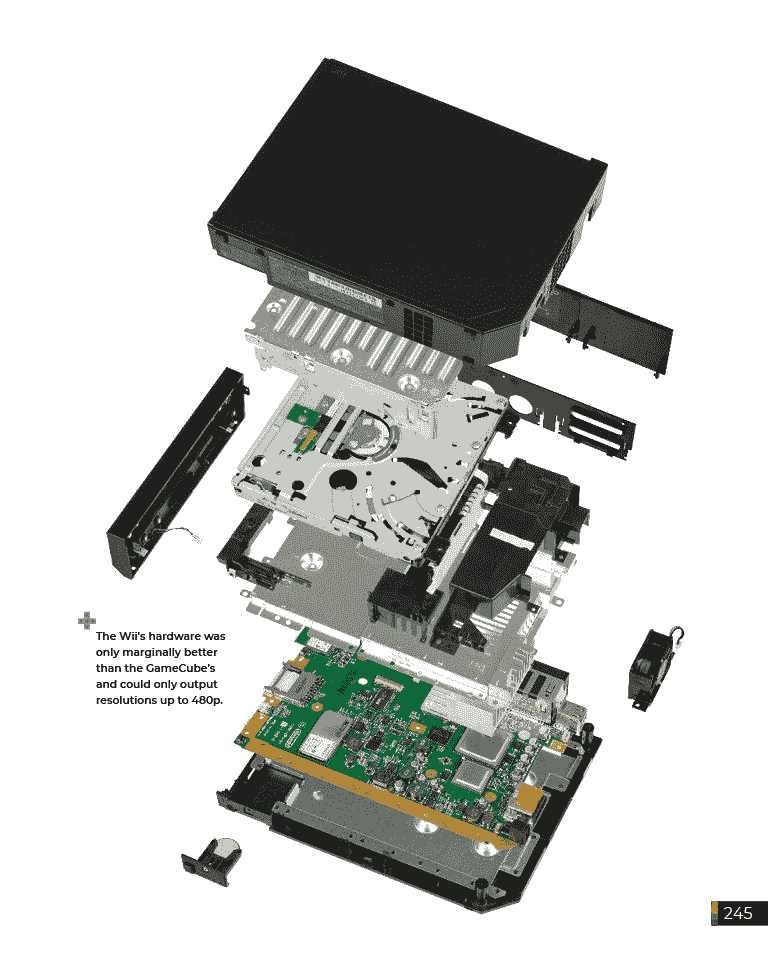 The Wii's hardware was
only marginally better
than the GameCube's
and could only output
resolutions up to 480p.
245